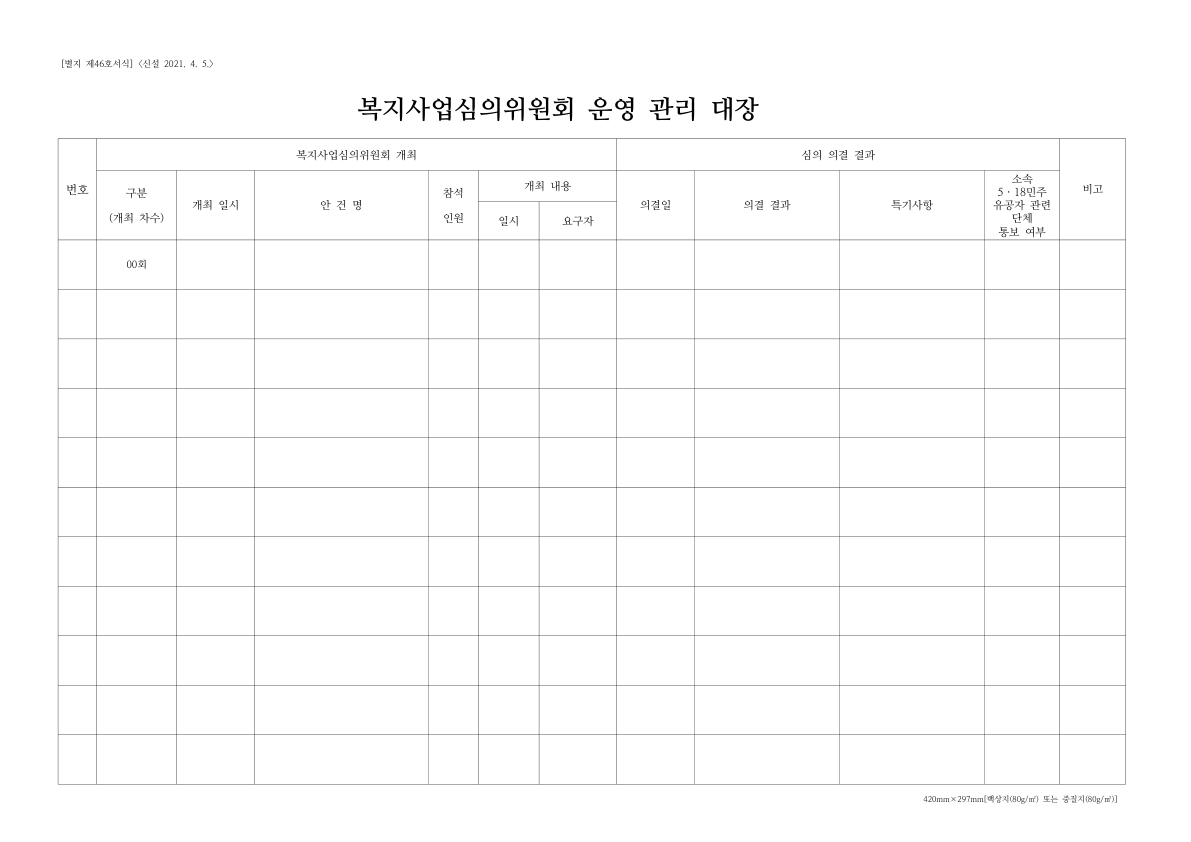 [별지 제46호서식] <신설 2021. 4. 5.>
복지사업심의위원회 운영 관리 대장
번호
복지사업심의위원회 개최
심의 의결 결과
비고
구분
(개최 차수)
개최 일시
안 건 명
참석
인원
개최 내용
일시
요구자
의결일
의결 결과
특기사항
소속
5ㆍ18민주
유공자 관련
단체
통보 여부
00회
420mm×297mm[백상지(80g/㎡) 또는 중질지(80g/㎡)]